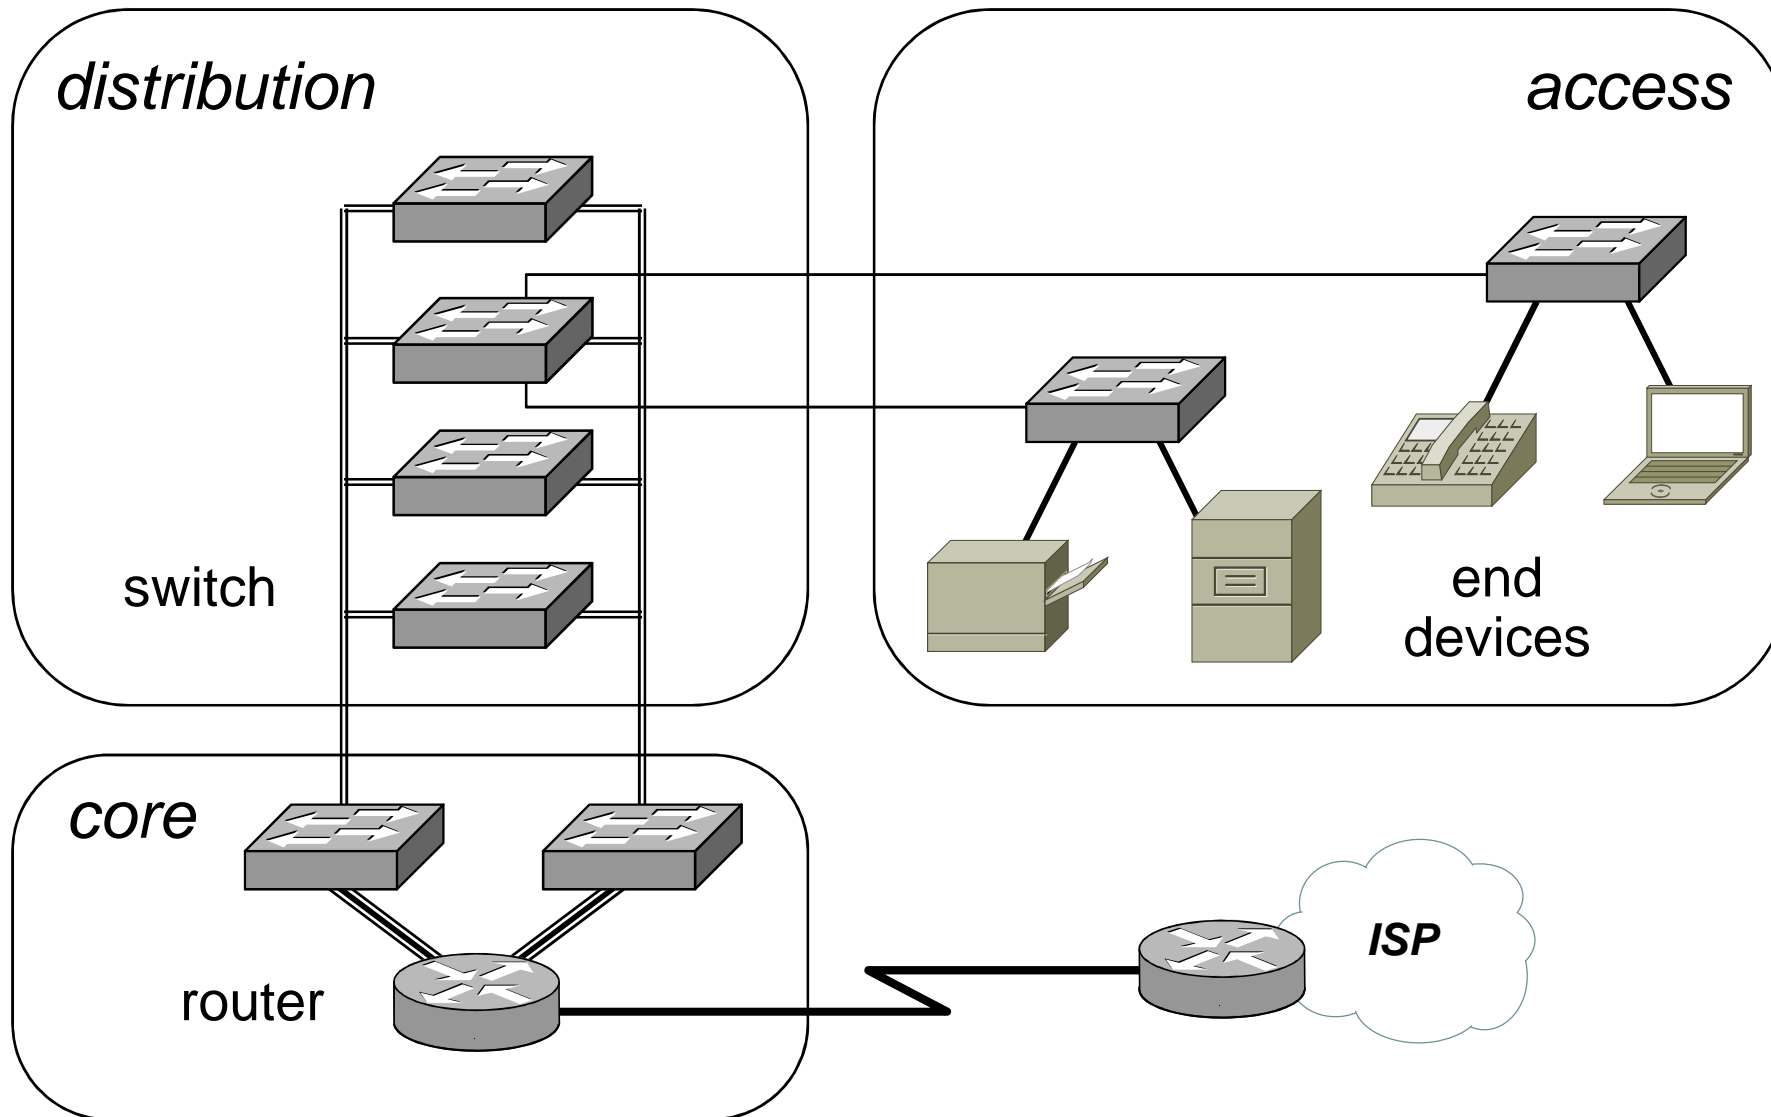 distribution
access
switch
end
devices
core
router
ISP